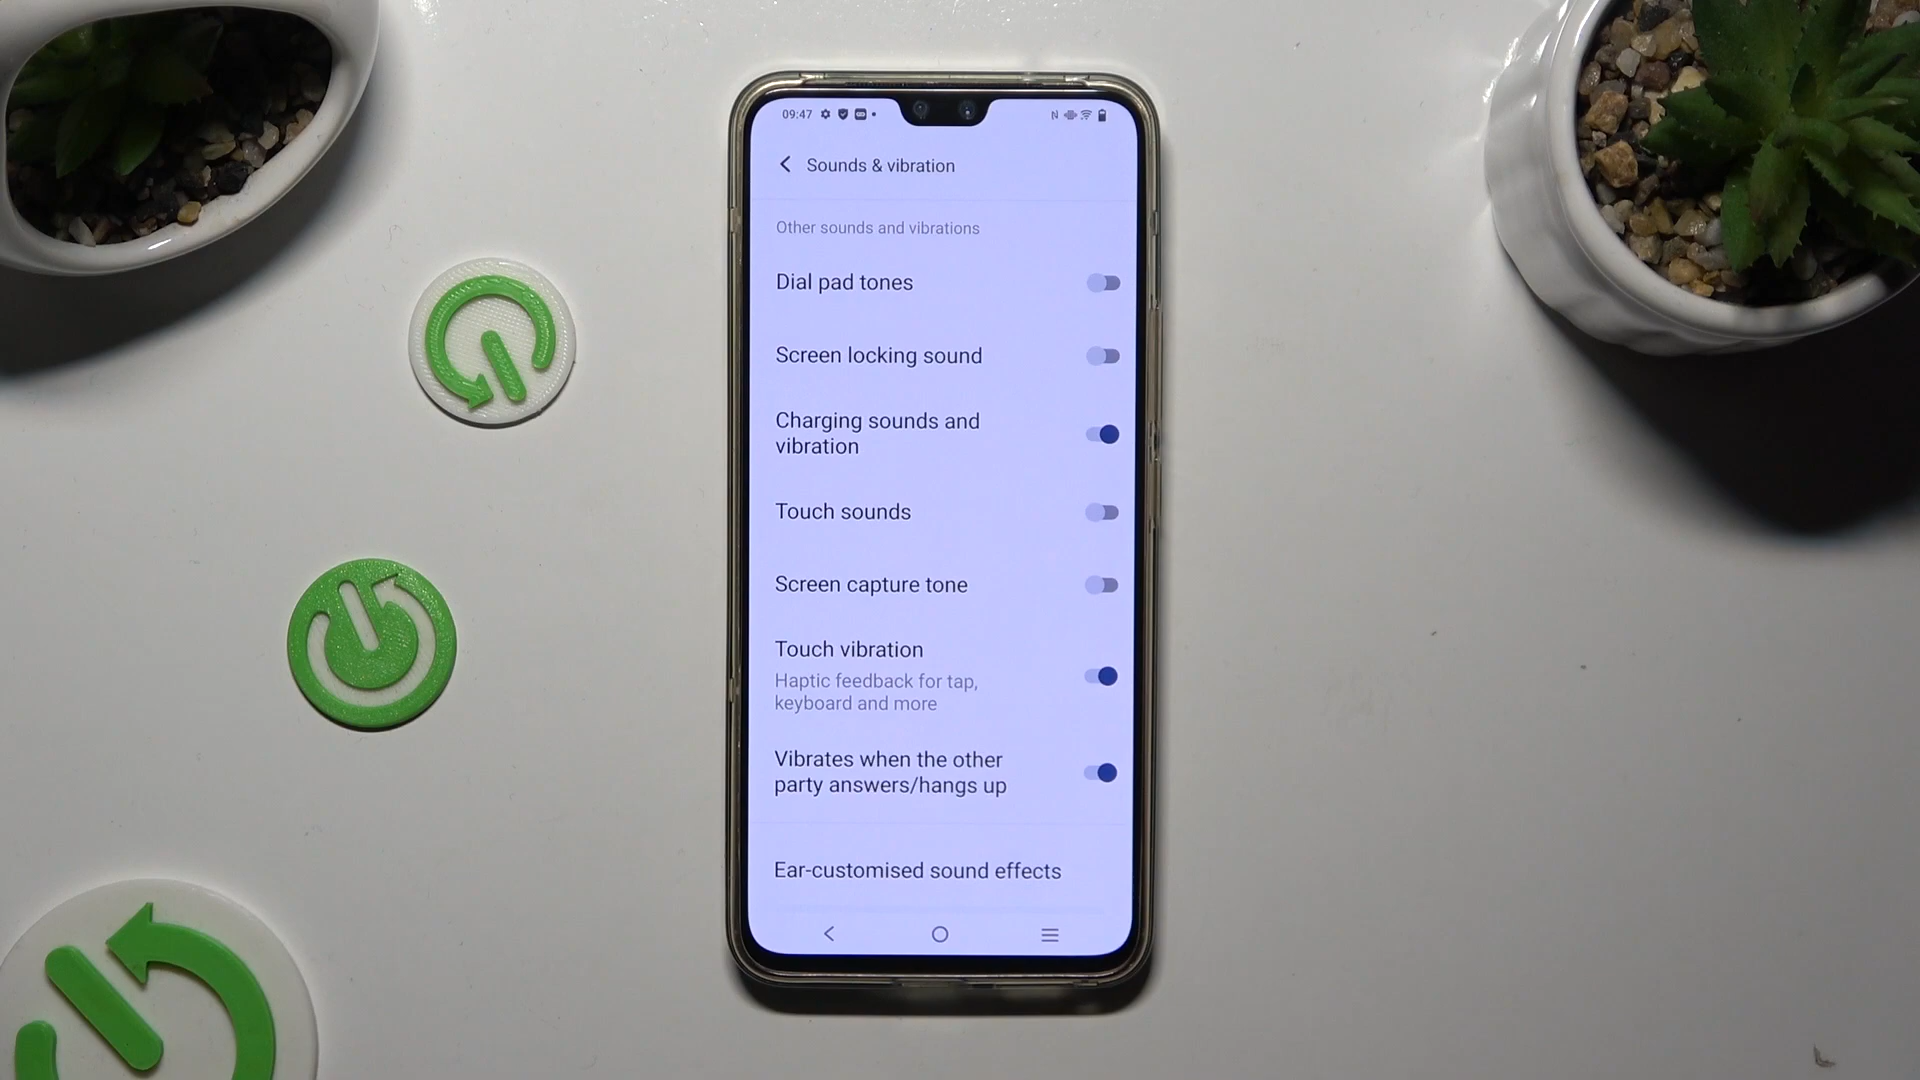 09:47
Sounds & vibration
Other sounds and vibrations
Dial pad tones
Screen locking sound
Charging sounds and
vibration
Touch sounds
Screen capture tone
Touch vibration
Haptic feedback for tap,
keyboard and more
Vibrates when the other
party answers/hangs up
Ear-customised sound effects